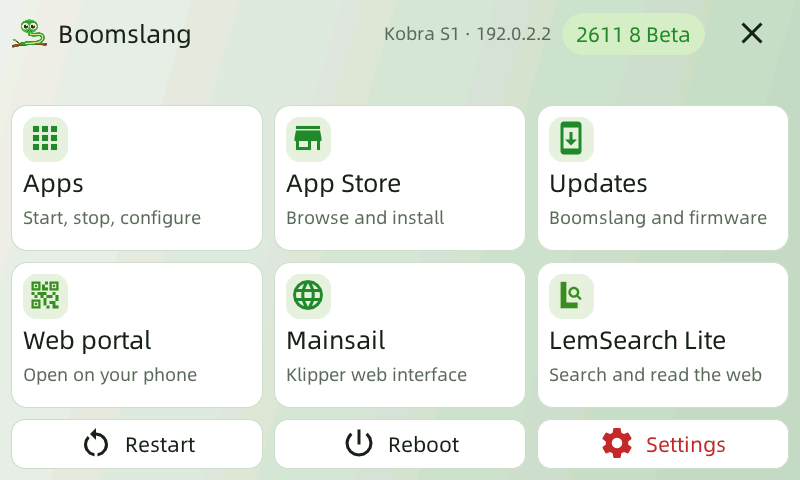 Boomslang
Kobra S1 · 192.0.2.2
2611 8 Beta
Apps
Start, stop, configure
App Store
Browse and install
Updates
Boomslang and firmware
Web portal
Open on your phone
Mainsail
Klipper web interface
LemSearch Lite
Search and read the web
Restart
Reboot
Settings